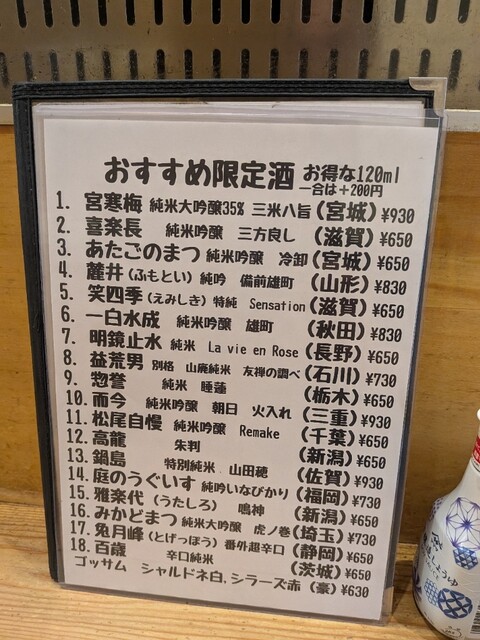 おすすめ限定酒 お得な120ml
一合は+200円
1. 宮寒梅 純米大吟醸35% 三米八旨 (宮城) ¥930
2. 喜楽長 純米吟醸 三方良し (滋賀) ¥650
3. あたごのまつ 純米吟醸 冷卸 (宮城) ¥650
4. 麓井 (ふもとい) 純吟 備前雄町 (山形) ¥830
5. 笑四季 (えみしき) 特純 Sensation (滋賀) ¥650
6. 一白水成 純米吟醸 雄町 (秋田) ¥830
7. 明鏡止水 純米 La vie en Rose (長野) ¥650
8. 益荒男 別格 山廃純米 友禅の調べ (石川) ¥730
9. 惣誉 純米 睡蓮 (栃木) ¥650
10. 而今 純米吟醸 朝日 火入れ (三重) ¥930
11. 松尾自慢 純米吟醸 Remake (千葉) ¥650
12. 高龍 朱判 (新潟) ¥650
13. 鍋島 特別純米 山田穂 (佐賀) ¥930
14. 庭のうぐいす 純吟いなびかり (福岡) ¥730
15. 雅楽代 (うたしろ) 鳴神 (新潟) ¥650
16. みかどまつ 純米大吟醸 虎ノ巻 (埼玉) ¥730
17. 兎月峰 (とげっぽう) 番外超辛口 (静岡) ¥650
18. 百歳 辛口純米 (茨城) ¥650
ゴッサム シャルドネ白, シラーズ赤 (豪) ¥630